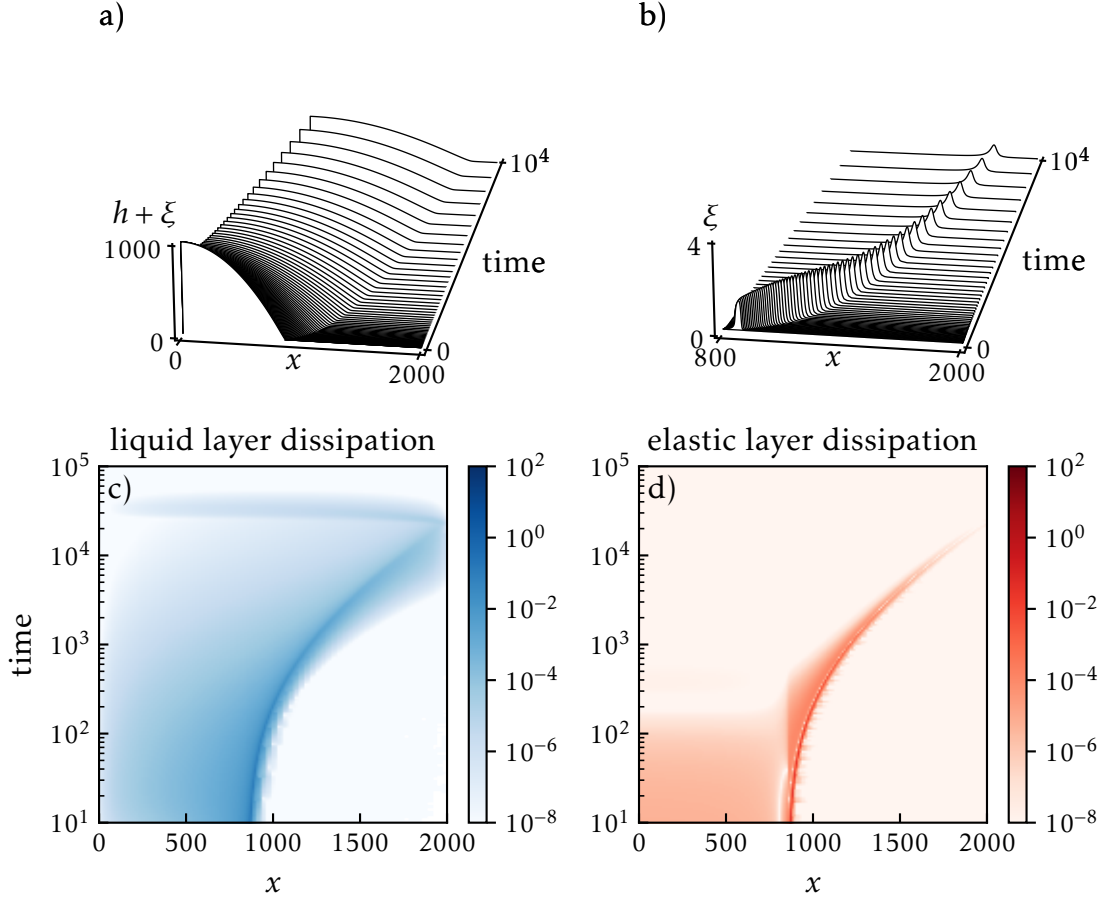 a)
h + ξ
1000
0
0
x
2000
0
time
10^4
b)
ξ
4
0
800
x
2000
0
time
10^4
liquid layer dissipation
c)
time
10^5
10^4
10^3
10^2
10^1
0
500
1000
1500
2000
x
10^2
10^0
10^−2
10^−4
10^−6
10^−8
elastic layer dissipation
d)
10^5
10^4
10^3
10^2
10^1
0
500
1000
1500
2000
x
10^2
10^0
10^−2
10^−4
10^−6
10^−8